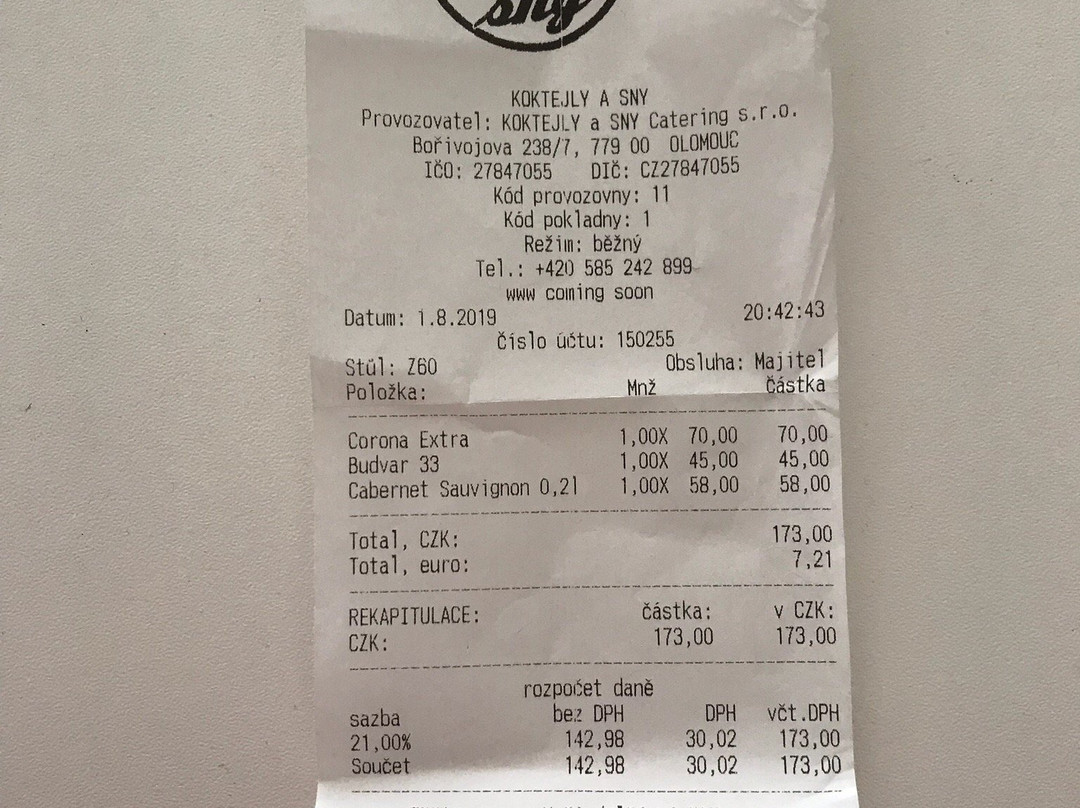 sny
KOKTEJLY A SNY
Provozovatel: KOKTEJLY a SNY Catering s.r.o.
Bořivojova 238/7, 779 00 OLOMOUC
IČO: 27847055 DIČ: CZ27847055
Kód provozovny: 11
Kód pokladny: 1
Režim: běžný
Tel.: +420 585 242 899
www coming soon
Datum: 1.8.2019 20:42:43
Číslo účtu: 150255
Stůl: Z60 Obsluha: Majitel
Položka: Mnž Částka
Corona Extra 1,00X 70,00 70,00
Budvar 33 1,00X 45,00 45,00
Cabernet Sauvignon 0,2l 1,00X 58,00 58,00
Total, CZK: 173,00
Total, euro: 7,21
REKAPITULACE: částka: v CZK:
CZK: 173,00 173,00
rozpočet daně
sazba bez DPH DPH včt.DPH
21,00% 142,98 30,02 173,00
Součet 142,98 30,02 173,00